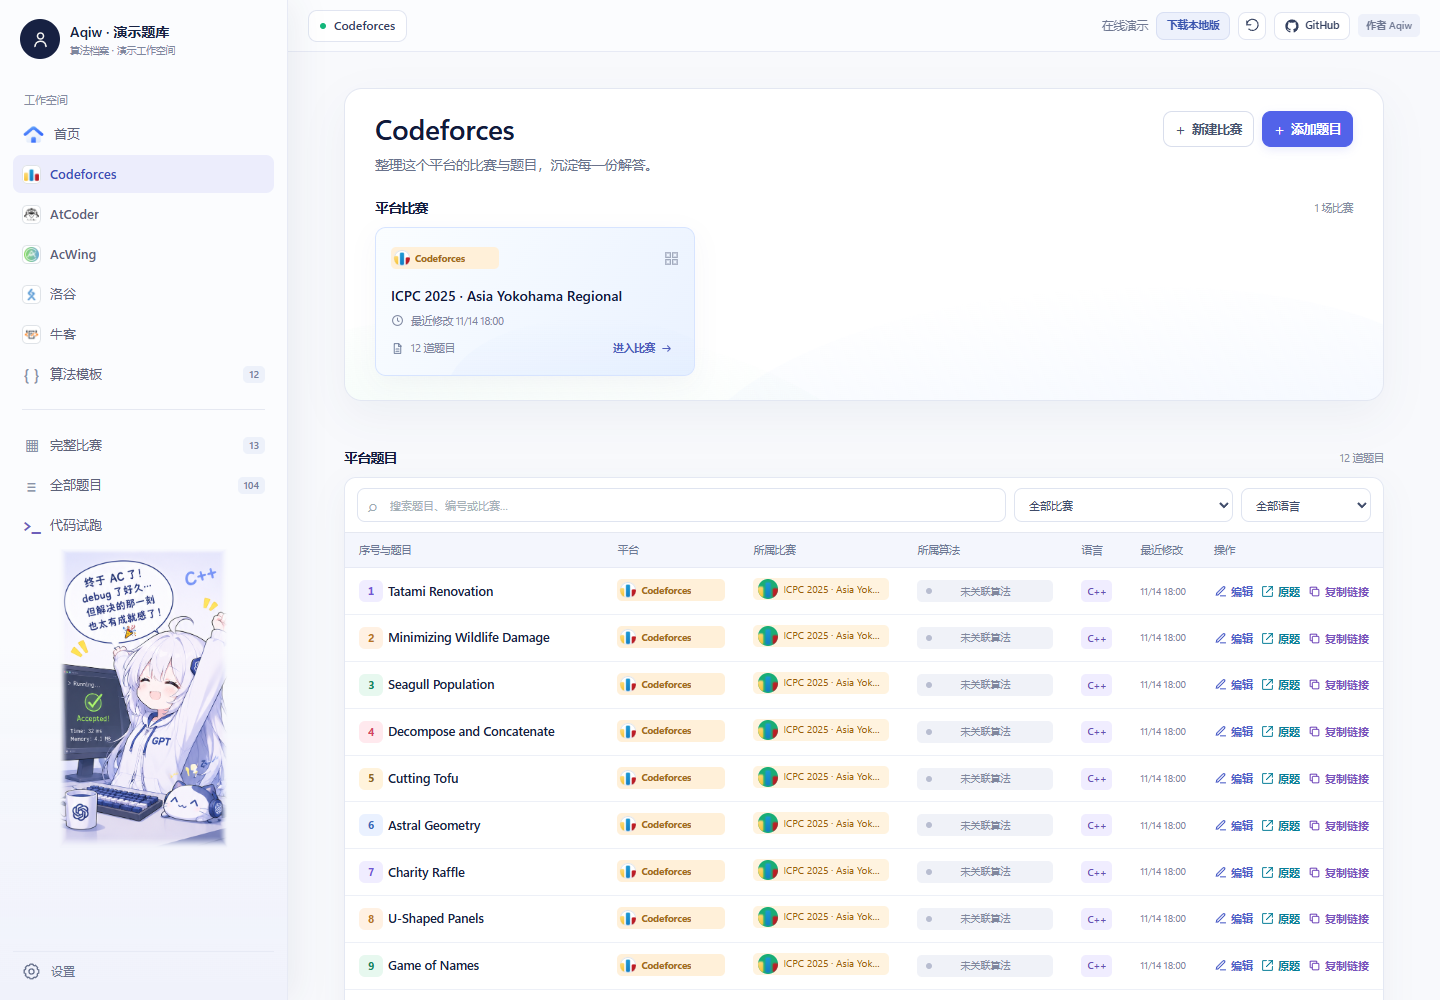 Aqiw · 演示题库
算法档案 · 演示工作空间
工作空间
首页
Codeforces
AtCoder
AcWing
洛谷
牛客
{ } 算法模板 12
完整比赛 13
全部题目 104
代码试跑
终于 AC 了!
debug 了好久…
但解决的那一刻
也太有成就感了!
C++
> Running...
Accepted!
Time: 32 ms
Memory: 4.2 MB
GPT
设置
Codeforces
在线演示 下载本地版 GitHub 作者 Aqiw
Codeforces
+ 新建比赛 + 添加题目
整理这个平台的比赛与题目，沉淀每一份解答。
平台比赛 1 场比赛
Codeforces
ICPC 2025 · Asia Yokohama Regional
最近修改 11/14 18:00
12 道题目 进入比赛 →
平台题目 12 道题目
搜索题目、编号或比赛... 全部比赛 全部语言
序号与题目 平台 所属比赛 所属算法 语言 最近修改 操作
1 Tatami Renovation Codeforces ICPC 2025 · Asia Yok... 未关联算法 C++ 11/14 18:00 编辑 原题 复制链接
2 Minimizing Wildlife Damage Codeforces ICPC 2025 · Asia Yok... 未关联算法 C++ 11/14 18:00 编辑 原题 复制链接
3 Seagull Population Codeforces ICPC 2025 · Asia Yok... 未关联算法 C++ 11/14 18:00 编辑 原题 复制链接
4 Decompose and Concatenate Codeforces ICPC 2025 · Asia Yok... 未关联算法 C++ 11/14 18:00 编辑 原题 复制链接
5 Cutting Tofu Codeforces ICPC 2025 · Asia Yok... 未关联算法 C++ 11/14 18:00 编辑 原题 复制链接
6 Astral Geometry Codeforces ICPC 2025 · Asia Yok... 未关联算法 C++ 11/14 18:00 编辑 原题 复制链接
7 Charity Raffle Codeforces ICPC 2025 · Asia Yok... 未关联算法 C++ 11/14 18:00 编辑 原题 复制链接
8 U-Shaped Panels Codeforces ICPC 2025 · Asia Yok... 未关联算法 C++ 11/14 18:00 编辑 原题 复制链接
9 Game of Names Codeforces ICPC 2025 · Asia Yok... 未关联算法 C++ 11/14 18:00 编辑 原题 复制链接